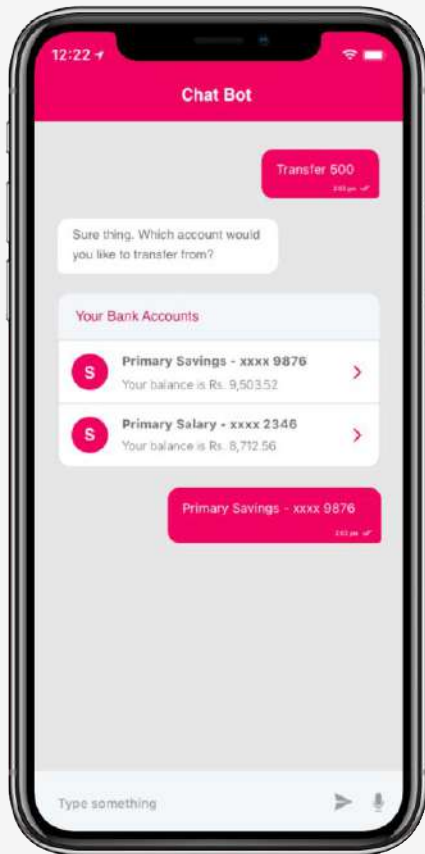 12:22
Chat Bot
Transfer 500
Sure thing. Which account would
you like to transfer from?
Your Bank Accounts
S
Primary Savings - xxxx 9876
Your balance is Rs. 9,503.52
S
Primary Salary - xxxx 2346
Your balance is Rs. 8,712.56
Primary Savings - xxxx 9876
Type something